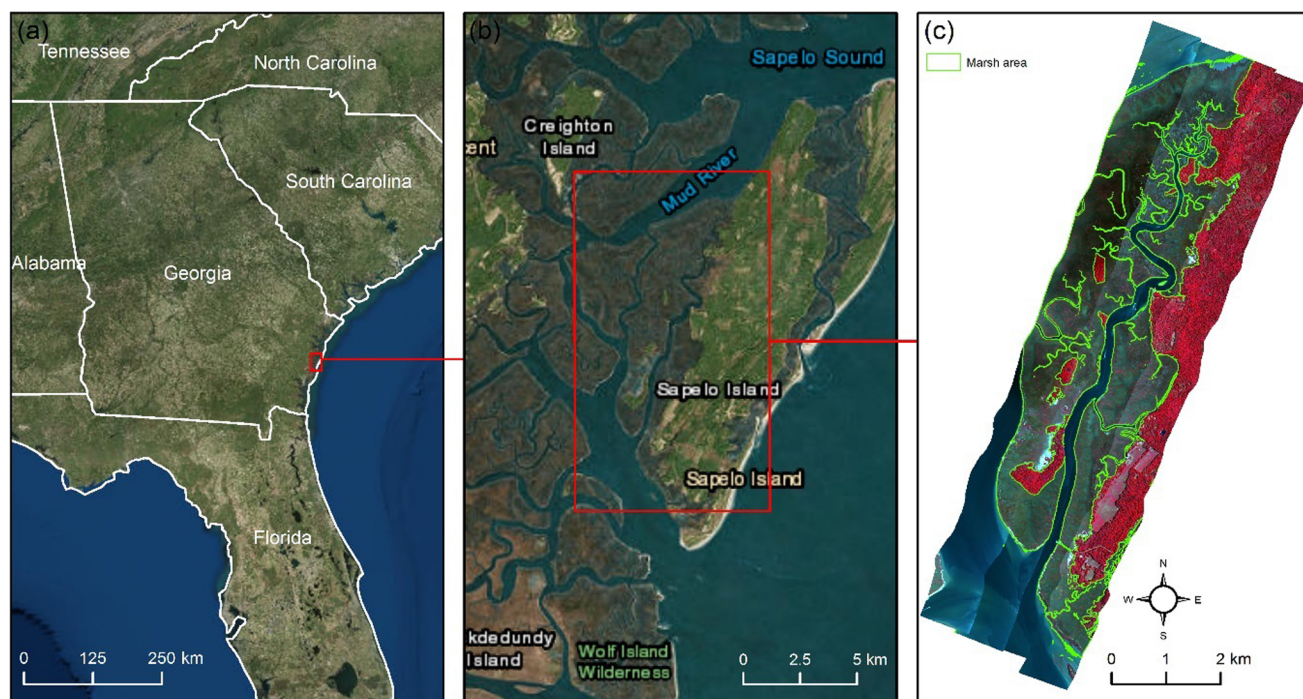 (a)
Tennessee
North Carolina
South Carolina
Alabama
Georgia
Florida
0 125 250 km
(b)
Sapelo Sound
Creighton
Island
ent
Mud River
Sapelo Island
Sapelo Island
kdedundy
Island
Wolf Island
Wilderness
0 2.5 5 km
(c)
Marsh area
N
W E
S
0 1 2 km